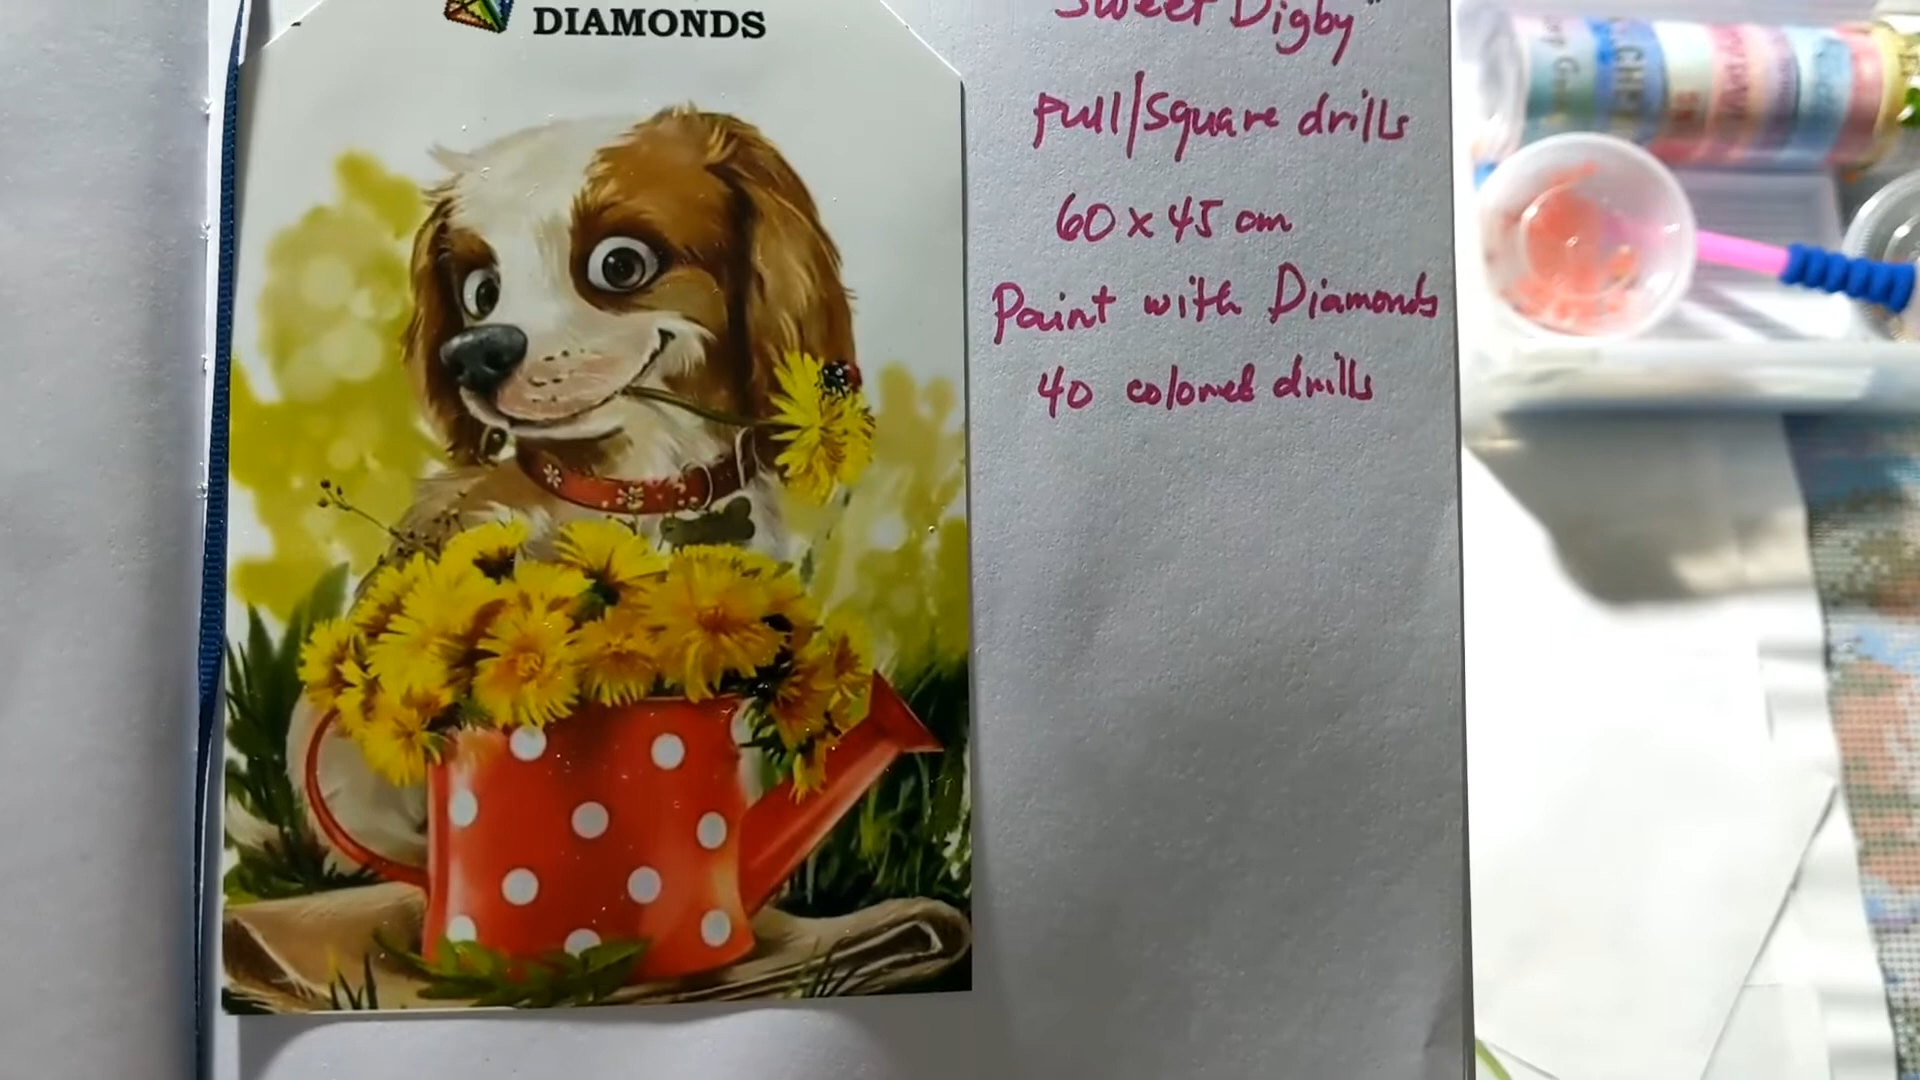 DIAMONDS
"Sweet Digby"
Full/Square drills
60 x 45 cm
Paint with Diamonds
40 colored drills